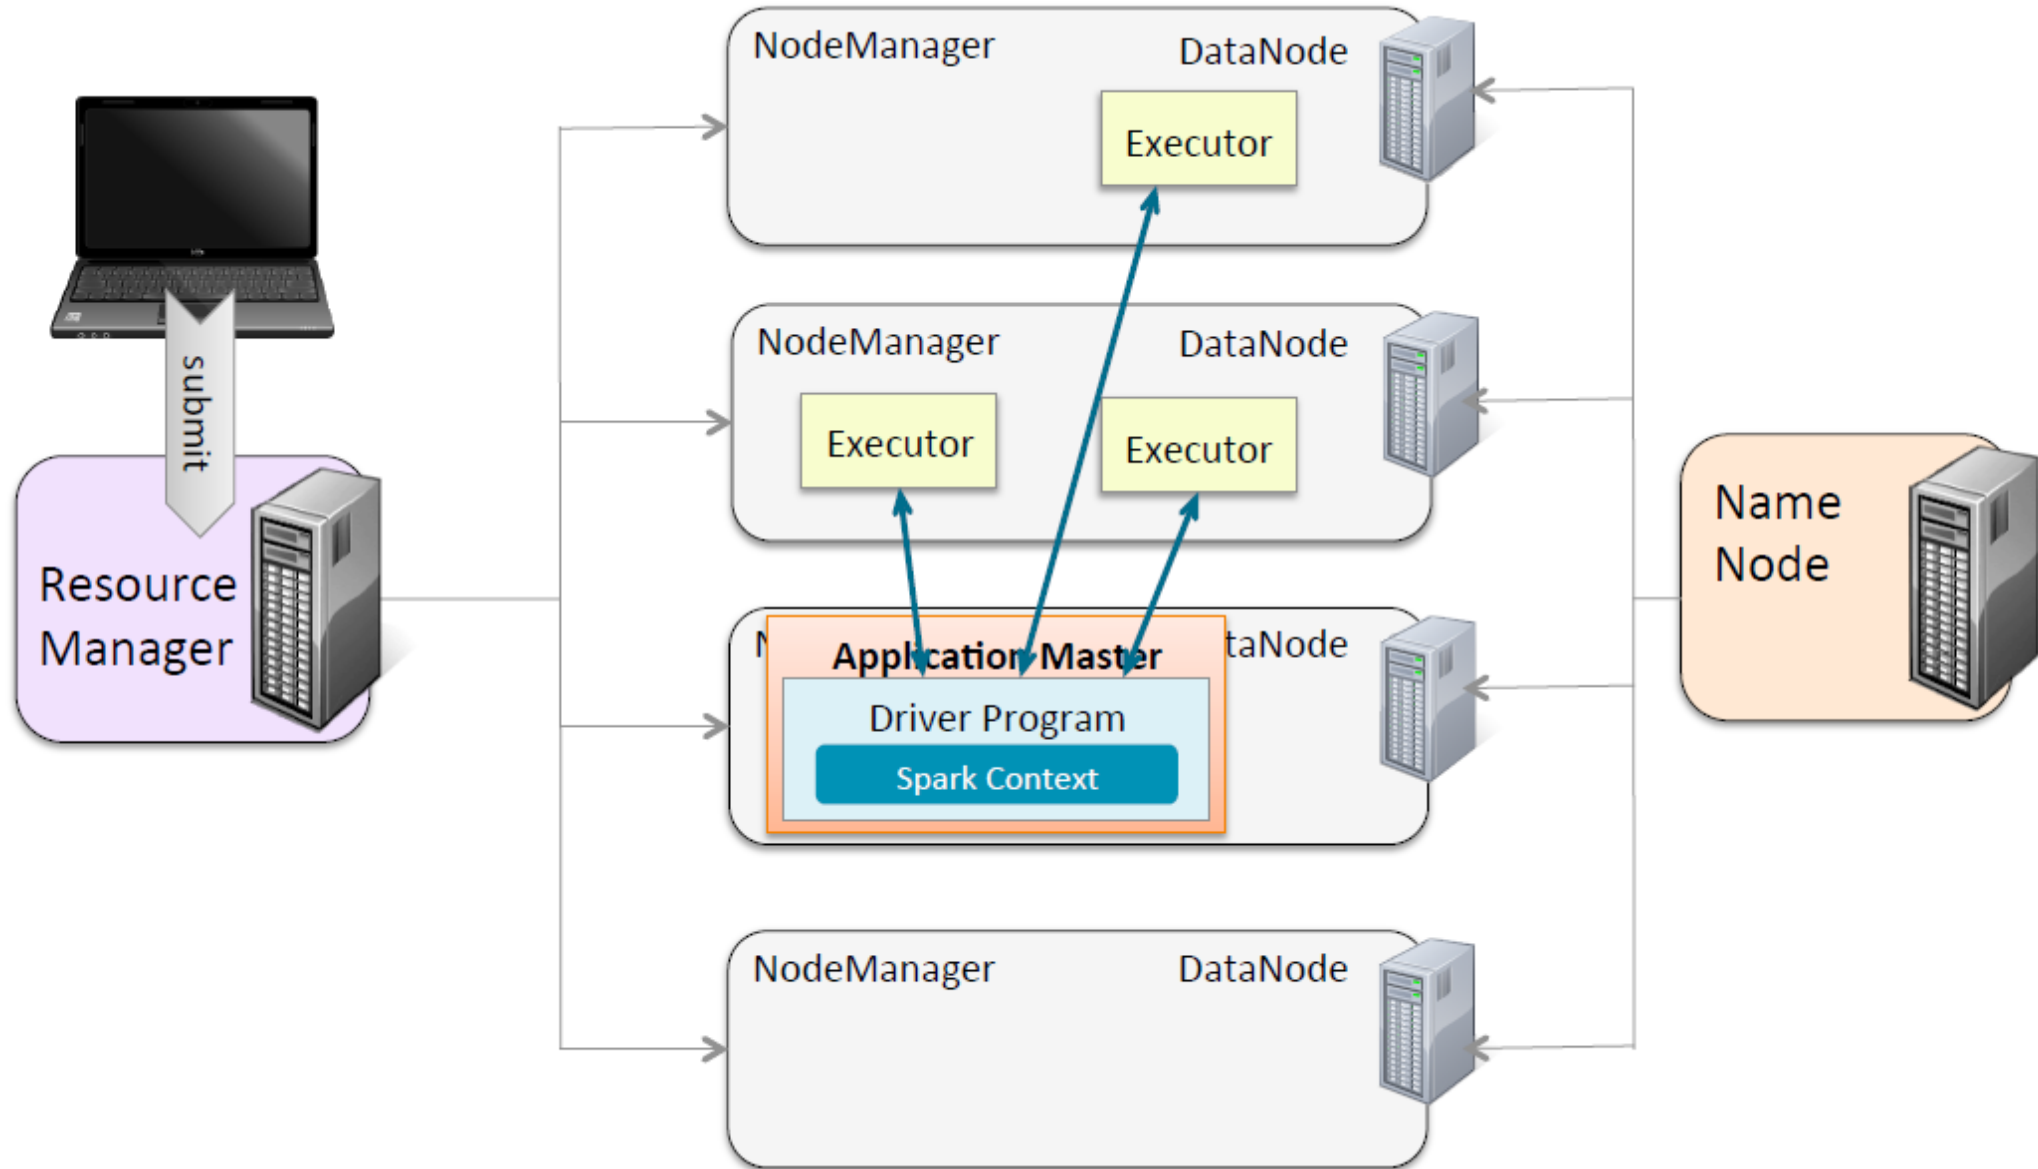 NodeManager
DataNode
Executor
submit
NodeManager
DataNode
Executor
Executor
Resource
Manager
Name
Node
Application Master
taNode
Driver Program
Spark Context
NodeManager
DataNode